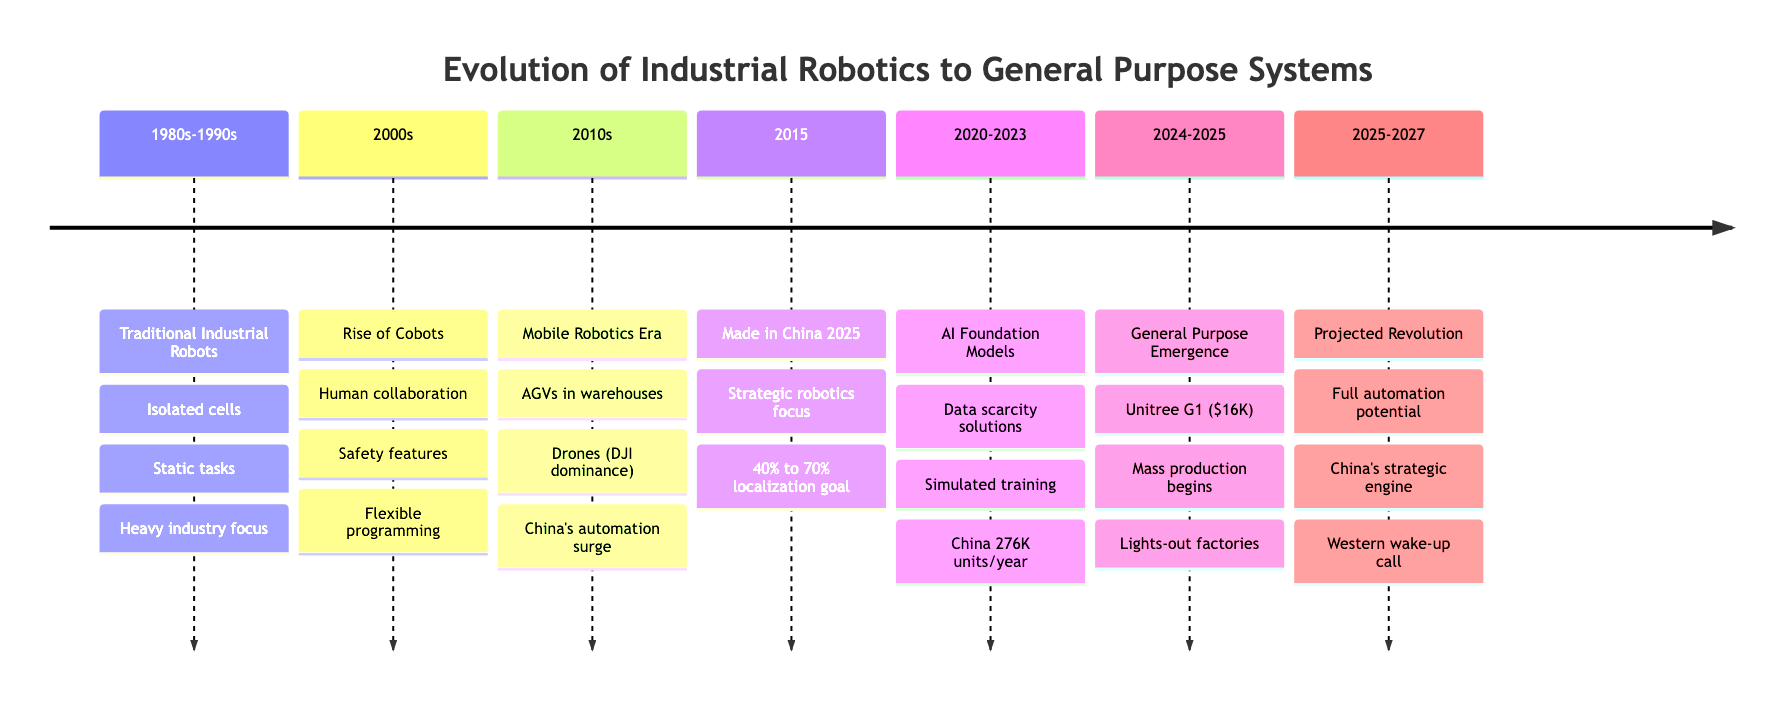 Evolution of Industrial Robotics to General Purpose Systems
1980s-1990s
2000s
2010s
2015
2020-2023
2024-2025
2025-2027
Traditional Industrial
Robots
Isolated cells
Static tasks
Heavy industry focus
Rise of Cobots
Human collaboration
Safety features
Flexible
programming
Mobile Robotics Era
AGVs in warehouses
Drones (DJI
dominance)
China's automation
surge
Made in China 2025
Strategic robotics
focus
40% to 70%
localization goal
AI Foundation
Models
Data scarcity
solutions
Simulated training
China 276K
units/year
General Purpose
Emergence
Unitree G1 ($16K)
Mass production
begins
Lights-out factories
Projected Revolution
Full automation
potential
China's strategic
engine
Western wake-up
call